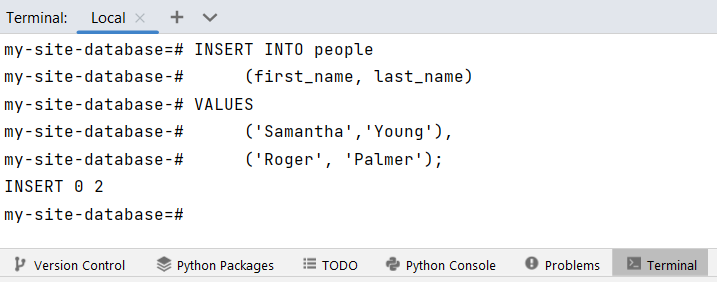 Terminal: Local × + 
my-site-database=# INSERT INTO people
my-site-database-#     (first_name, last_name)
my-site-database-# VALUES
my-site-database-#     ('Samantha','Young'),
my-site-database-#     ('Roger', 'Palmer');
INSERT 0 2
my-site-database=#
Version Control Python Packages TODO Python Console Problems Terminal